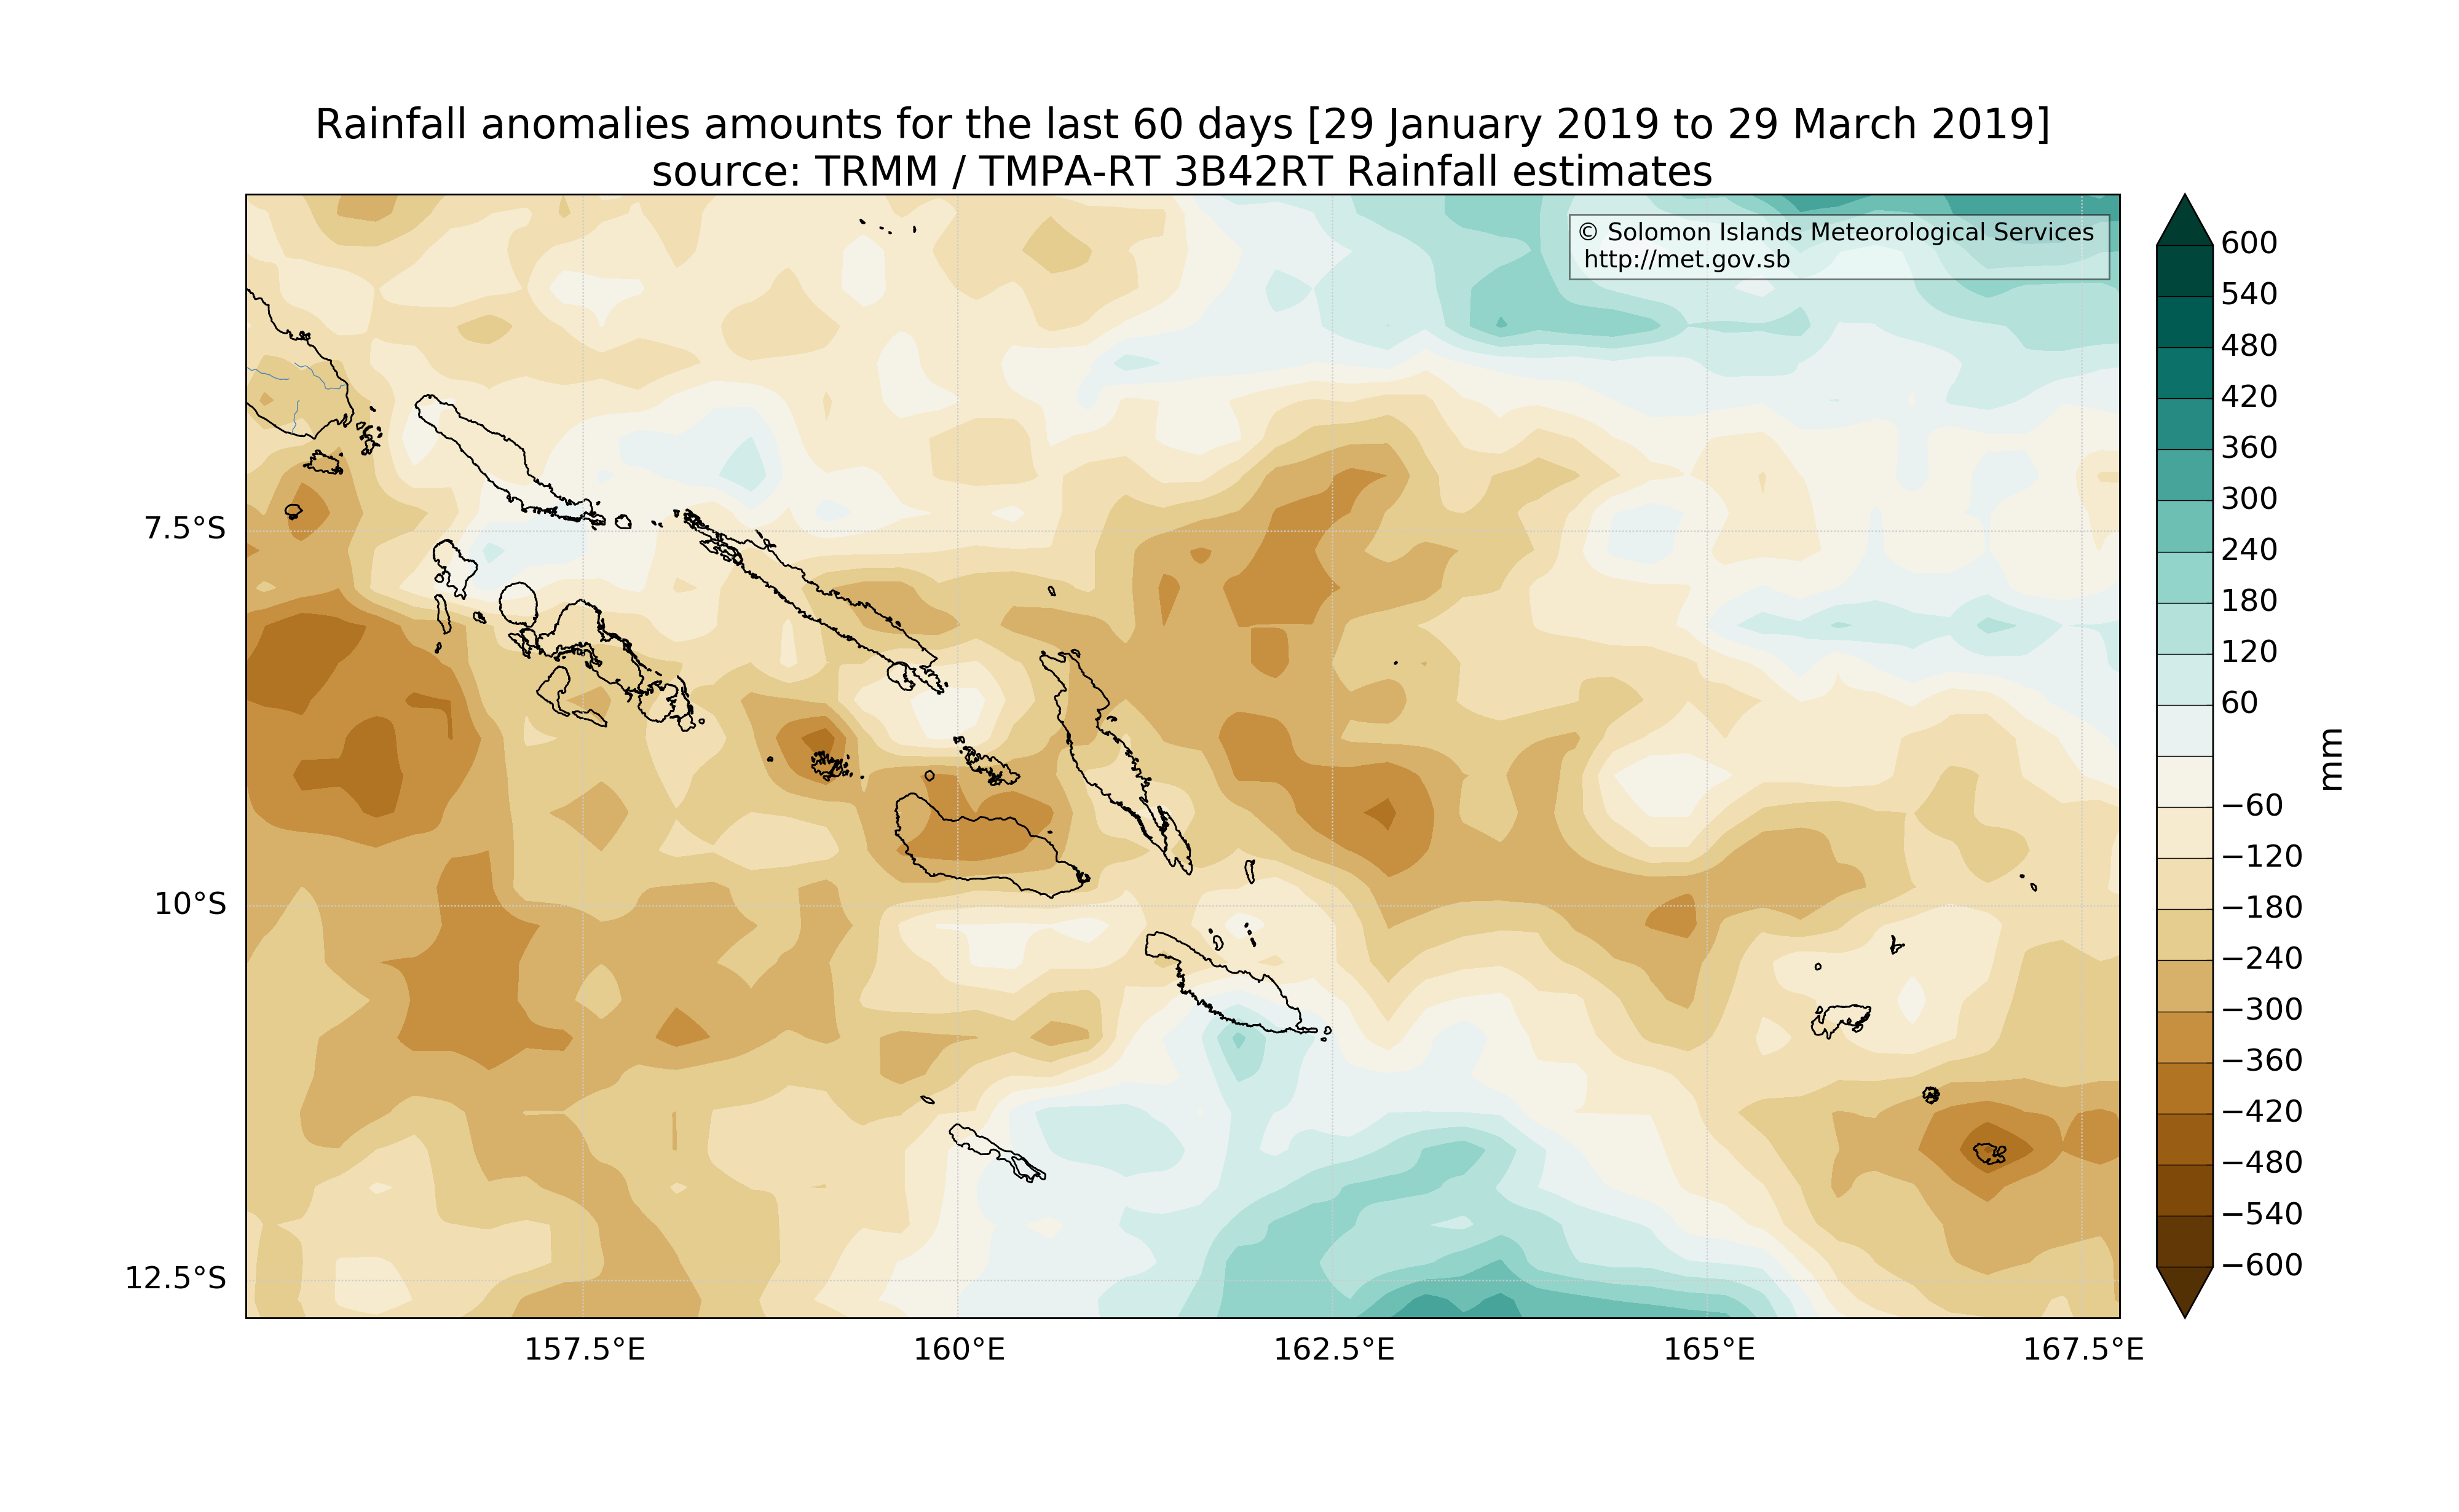 Rainfall anomalies amounts for the last 60 days [29 January 2019 to 29 March 2019]
source: TRMM / TMPA-RT 3B42RT Rainfall estimates
© Solomon Islands Meteorological Services
http://met.gov.sb
7.5°S
10°S
12.5°S
157.5°E
160°E
162.5°E
165°E
167.5°E
600
540
480
420
360
300
240
180
120
60
−60
−120
−180
−240
−300
−360
−420
−480
−540
−600
mm